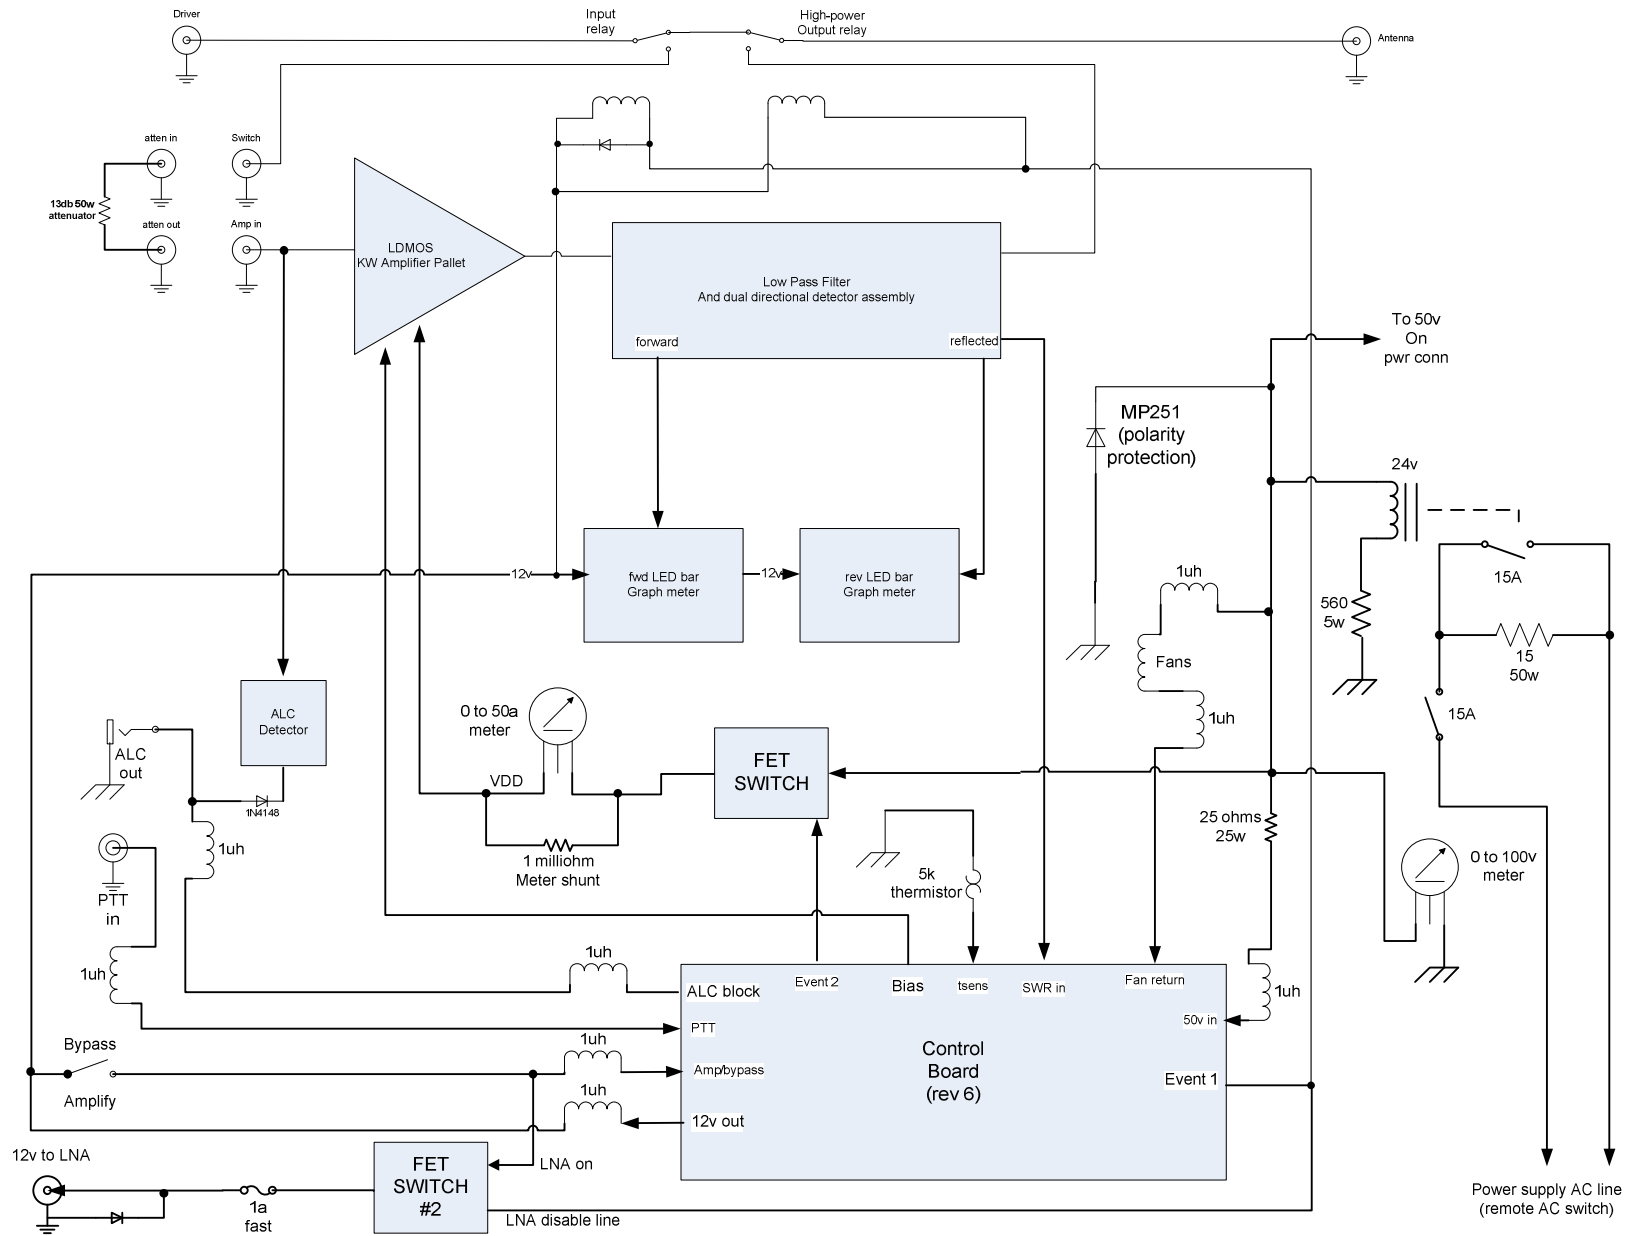 Driver
Input
relay
High-power
Output relay
Antenna
atten in
Switch
13db 50w
attenuator
atten out
Amp in
LDMOS
KW Amplifier Pallet
Low Pass Filter
And dual directional detector assembly
forward
reflected
To 50v
On
pwr conn
MP251
(polarity
protection)
24v
15A
12v
fwd LED bar
Graph meter
12v
rev LED bar
Graph meter
1uh
560
5w
15
50w
Fans
1uh
15A
ALC
Detector
0 to 50a
meter
ALC
out
FET
SWITCH
VDD
1N4148
25 ohms
25w
1uh
1 milliohm
Meter shunt
5k
thermistor
0 to 100v
meter
PTT
in
1uh
1uh
ALC block
Event 2
Bias
tsens
SWR in
Fan return
1uh
50v in
PTT
Bypass
1uh
Control
Board
(rev 6)
Amp/bypass
Event 1
Amplify
1uh
12v out
12v to LNA
FET
SWITCH
#2
LNA on
1a
fast
LNA disable line
Power supply AC line
(remote AC switch)